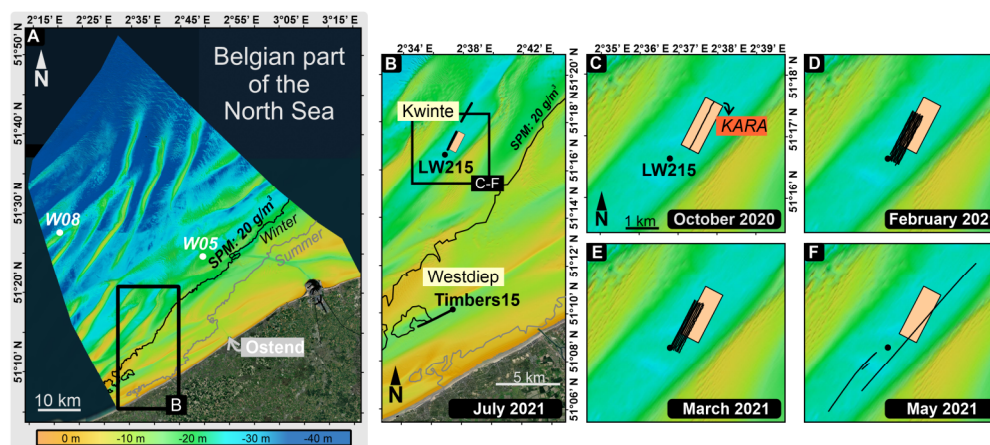 2°15' E 2°25' E 2°35' E 2°45' E 2°55' E 3°05' E 3°15' E
51°50' N
51°40' N
51°30' N
51°20' N
51°10' N
A
N
Belgian part
of the
North Sea
W08
W05
SPM: 20 g/m³
Winter
Summer
Ostend
10 km
B
0 m -10 m -20 m -30 m -40 m
2°34' E 2°38' E 2°42' E
B
Kwinte
SPM: 20 g/m³
LW215
C-F
Westdiep
Timbers15
N
5 km
July 2021
51°20' N
51°18' N
51°16' N
51°14' N
51°12' N
51°10' N
51°08' N
51°06' N
2°35' E 2°36' E 2°37' E 2°38' E 2°39' E
C
KARA
LW215
N
1 km
October 2020
D
51°18' N
51°17' N
51°16' N
February 202
E
March 2021
F
May 2021